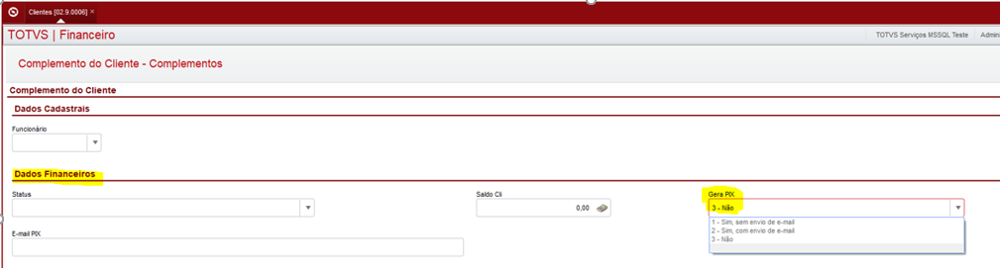 Clientes [02.9.0006] ×
TOTVS | Financeiro
TOTVS Serviços MSSQL Teste
Admini
Complemento do Cliente - Complementos
Complemento do Cliente
Dados Cadastrais
Funcionário
Dados Financeiros
Status
Saldo Cli
Gera PIX
0,00
3 - Não
1 - Sim, sem envio de e-mail
2 - Sim, com envio de e-mail
3 - Não
E-mail PIX